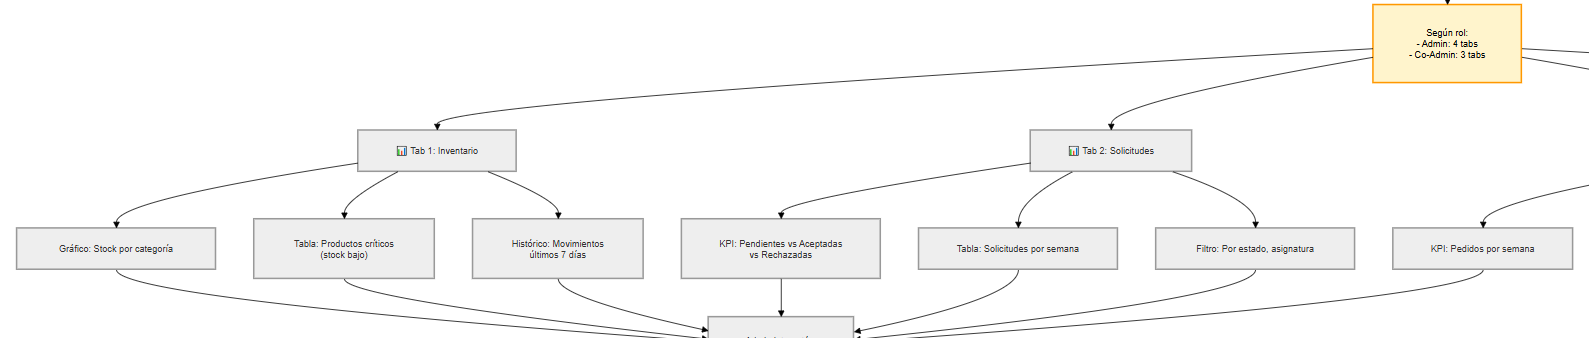 Según rol:
- Admin: 4 tabs
- Co-Admin: 3 tabs
Tab 1: Inventario
Tab 2: Solicitudes
Gráfico: Stock por categoría
Tabla: Productos críticos
(stock bajo)
Histórico: Movimientos
últimos 7 días
KPI: Pendientes vs Aceptadas
vs Rechazadas
Tabla: Solicitudes por semana
Filtro: Por estado, asignatura
KPI: Pedidos por semana